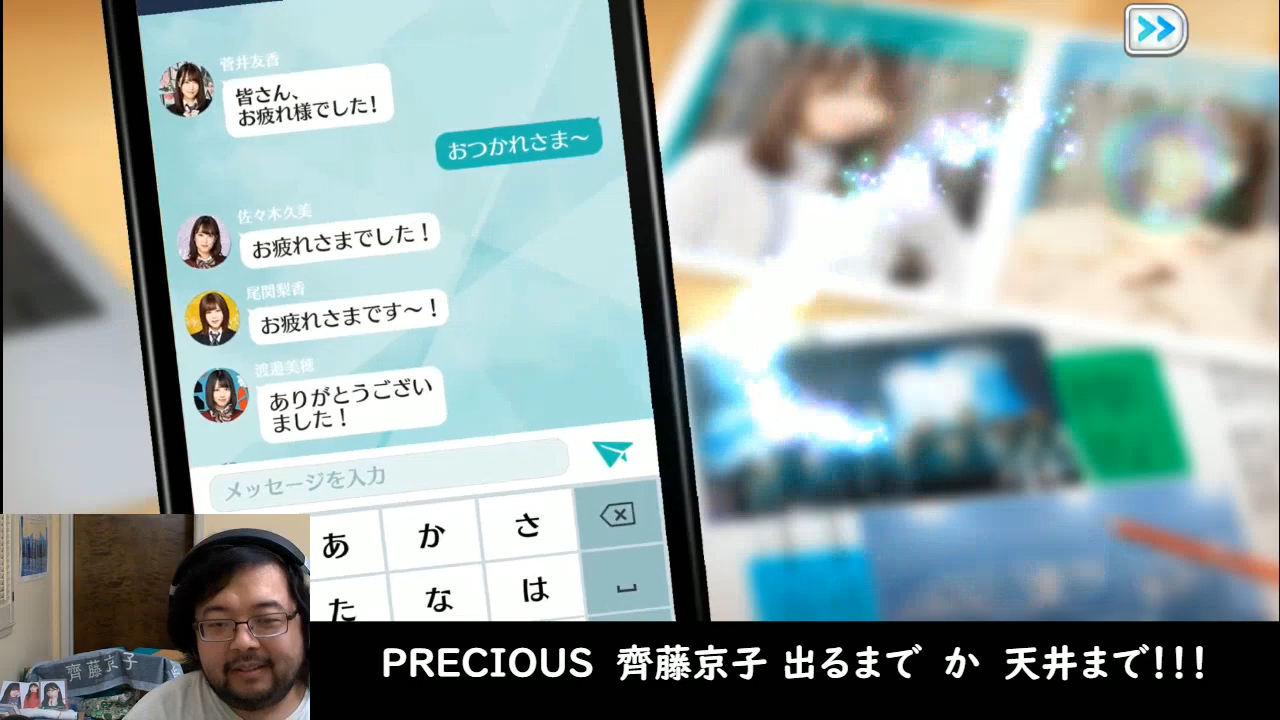 菅井友香
皆さん、
お疲れ様でした！
おつかれさま～
佐々木久美
お疲れさまでした！
尾関梨香
お疲れさまです～！
渡邉美穂
ありがとうござい
ました！
メッセージを入力
あ か さ
た な は
齊藤京子
PRECIOUS 齊藤京子 出るまで か 天井まで!!!